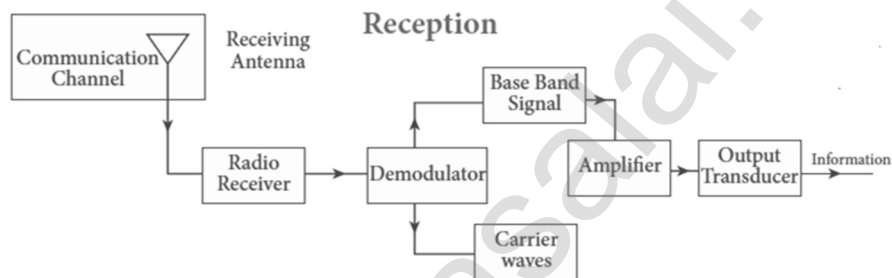 Reception
Communication
Channel
Receiving
Antenna
Radio
Receiver
Demodulator
Base Band
Signal
Carrier
waves
Amplifier
Output
Transducer
Information